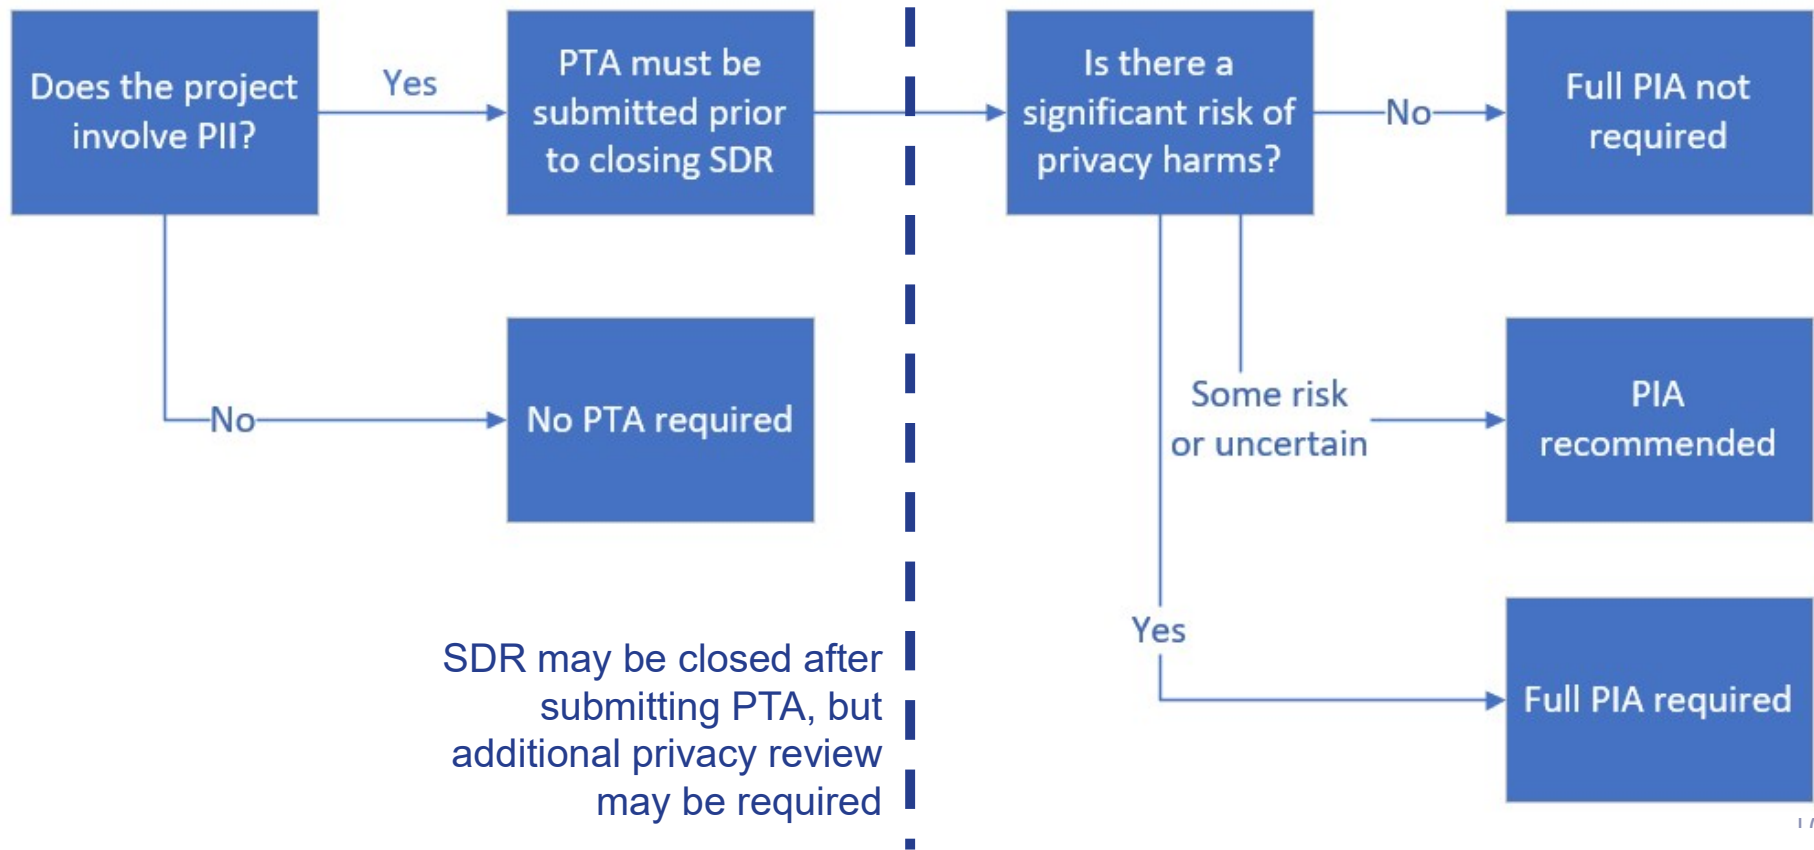 Does the project
involve PII?
Yes
PTA must be
submitted prior
to closing SDR
Is there a
significant risk of
privacy harms?
No
Full PIA not
required
No
No PTA required
Some risk
or uncertain
PIA
recommended
Yes
Full PIA required
SDR may be closed after
submitting PTA, but
additional privacy review
may be required